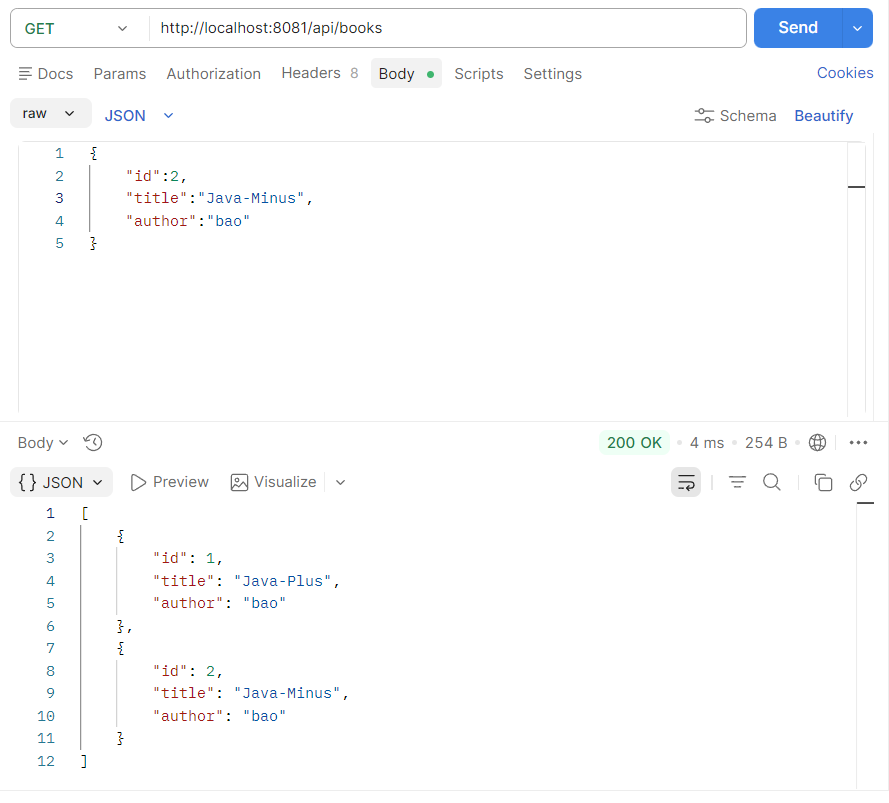 GET http://localhost:8081/api/books Send
Docs Params Authorization Headers 8 Body Scripts Settings Cookies
raw JSON Schema Beautify
1 {
2 "id":2,
3 "title":"Java-Minus",
4 "author":"bao"
5 }
Body 200 OK • 4 ms • 254 B •
{} JSON Preview Visualize
1 [
2 {
3 "id": 1,
4 "title": "Java-Plus",
5 "author": "bao"
6 },
7 {
8 "id": 2,
9 "title": "Java-Minus",
10 "author": "bao"
11 }
12 ]